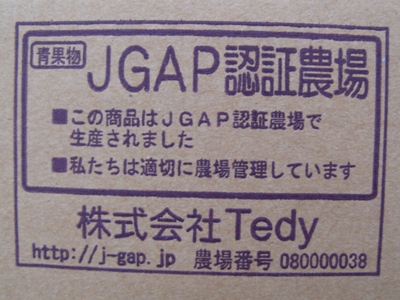 青果物 JGAP認証農場
■この商品はJGAP認証農場で
生産されました
■私たちは適切に農場管理しています
株式会社Tedy
http://j-gap.jp 農場番号 080000038